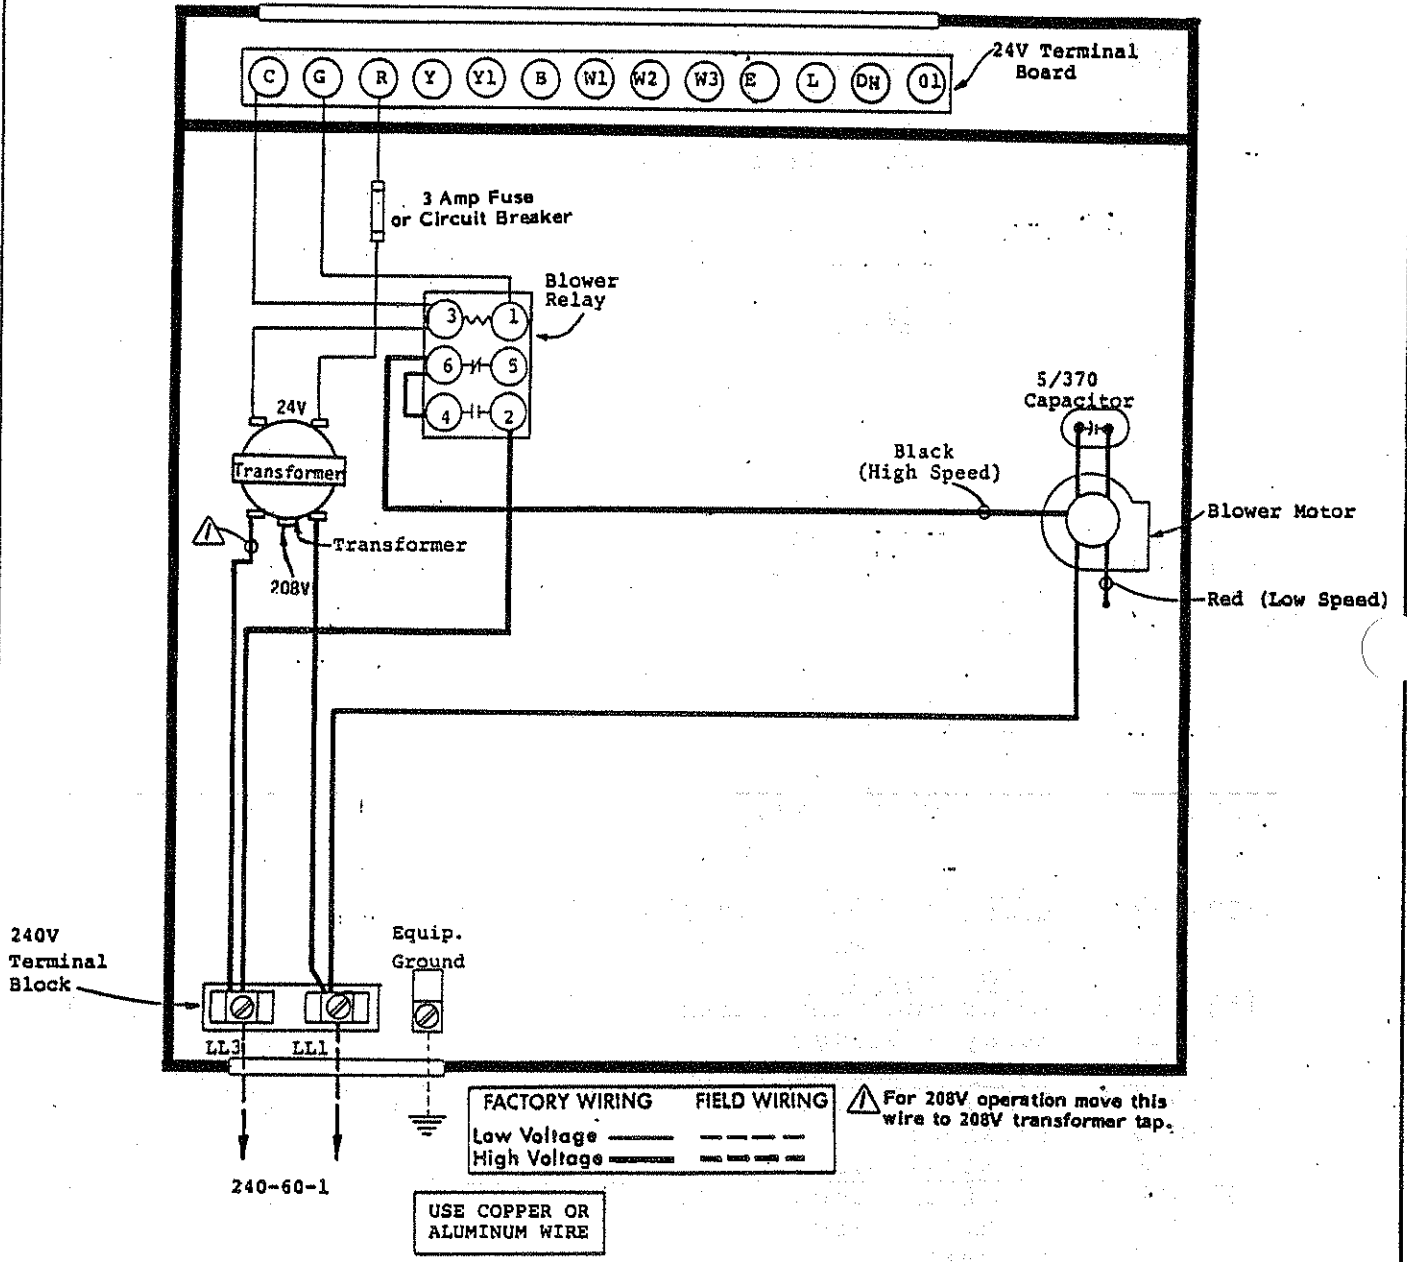 C G R Y Y1 B W1 W2 W3 E L DH O1
24V Terminal
Board
3 Amp Fuse
or Circuit Breaker
Blower
Relay
3 1
6 5
4 2
24V
Transformer
Transformer
208V
1
5/370
Capacitor
Black
(High Speed)
Blower Motor
Red (Low Speed)
240V
Terminal
Block
Equip.
Ground
LL3 LL1
240-60-1
FACTORY WIRING FIELD WIRING
Low Voltage
High Voltage
1 For 208V operation move this
wire to 208V transformer tap.
USE COPPER OR
ALUMINUM WIRE